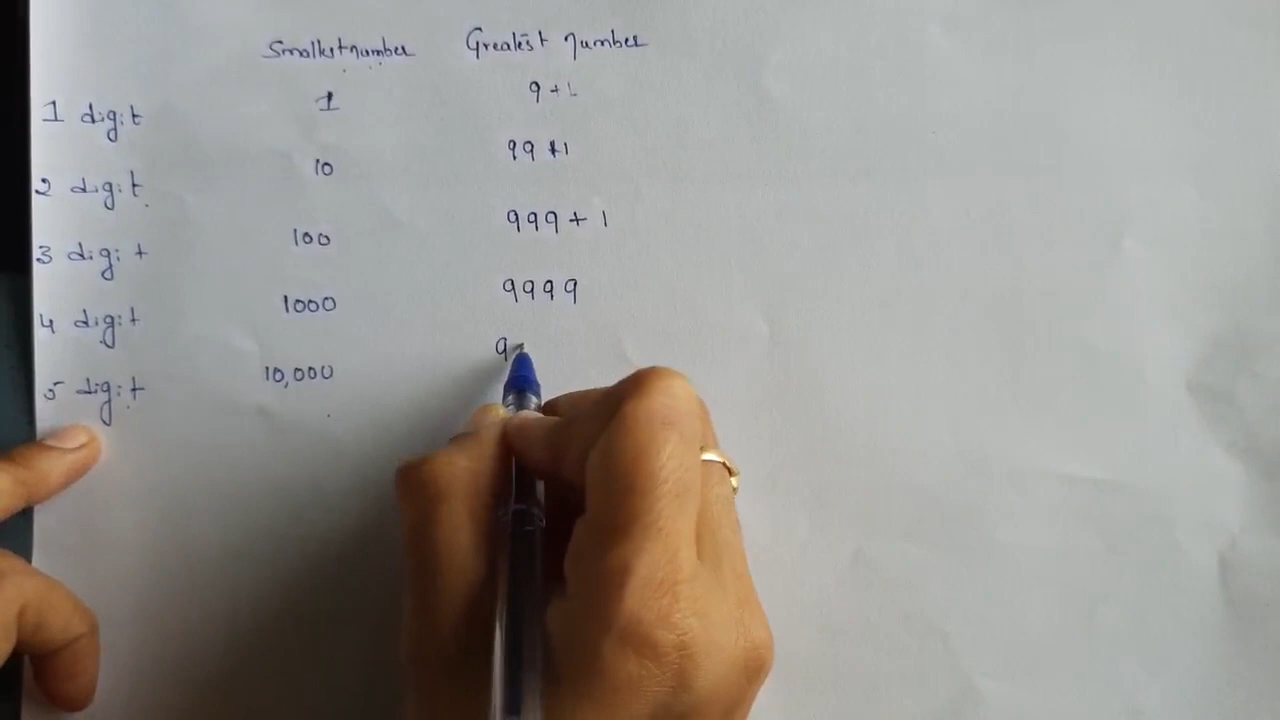 Smallest number Greatest number
1 digit 1 9 + 1
2 digit 10 99 + 1
3 digit 100 999 + 1
4 digit 1000 9999
5 digit 10,000 9